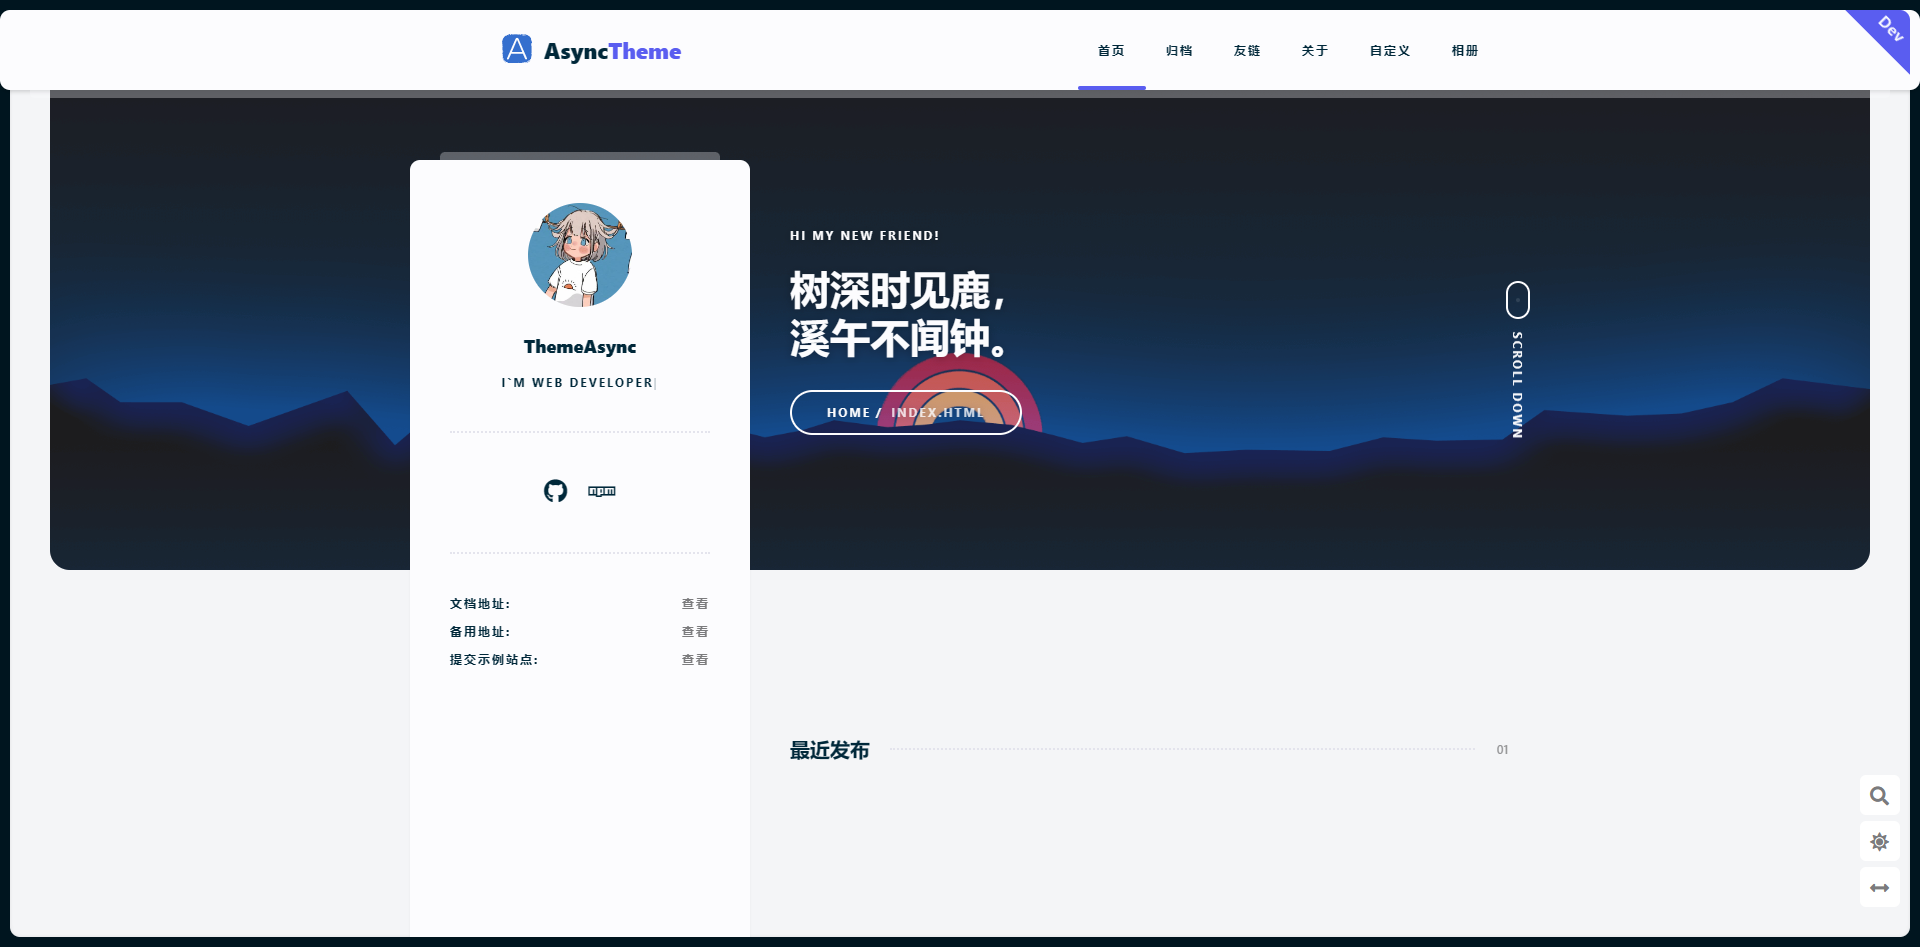 AsyncTheme
首页 归档 友链 关于 自定义 相册
Dev
ThemeAsync
I`M WEB DEVELOPER
文档地址: 查看
备用地址: 查看
提交示例站点: 查看
HI MY NEW FRIEND!
树深时见鹿，
溪午不闻钟。
HOME / INDEX.HTML
SCROLL DOWN
最近发布 01